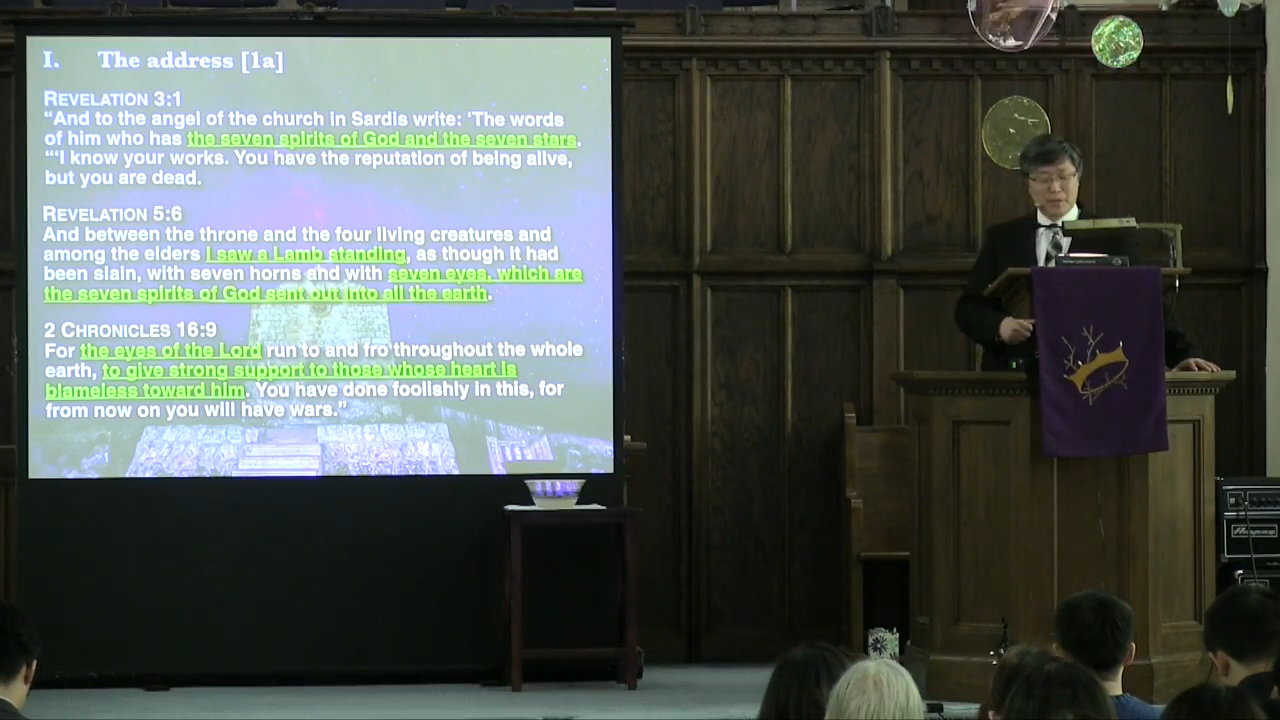 I. The address [1a]
REVELATION 3:1
“And to the angel of the church in Sardis write: ‘The words
of him who has the seven spirits of God and the seven stars.
“‘I know your works. You have the reputation of being alive,
but you are dead.
REVELATION 5:6
And between the throne and the four living creatures and
among the elders I saw a Lamb standing, as though it had
been slain, with seven horns and with seven eyes, which are
the seven spirits of God sent out into all the earth.
2 CHRONICLES 16:9
For the eyes of the Lord run to and fro throughout the whole
earth, to give strong support to those whose heart is
blameless toward him. You have done foolishly in this, for
from now on you will have wars.”
Ampeg